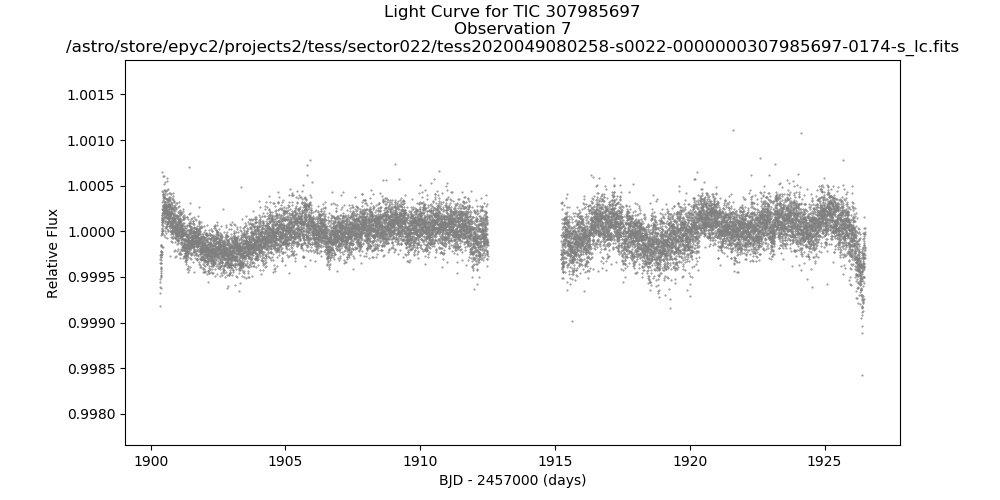 Light Curve for TIC 307985697
Observation 7
/astro/store/epyc2/projects2/tess/sector022/tess2020049080258-s0022-0000000307985697-0174-s_lc.fits
1.0015
1.0010
1.0005
1.0000
0.9995
0.9990
0.9985
0.9980
Relative Flux
1900
1905
1910
1915
1920
1925
BJD - 2457000 (days)